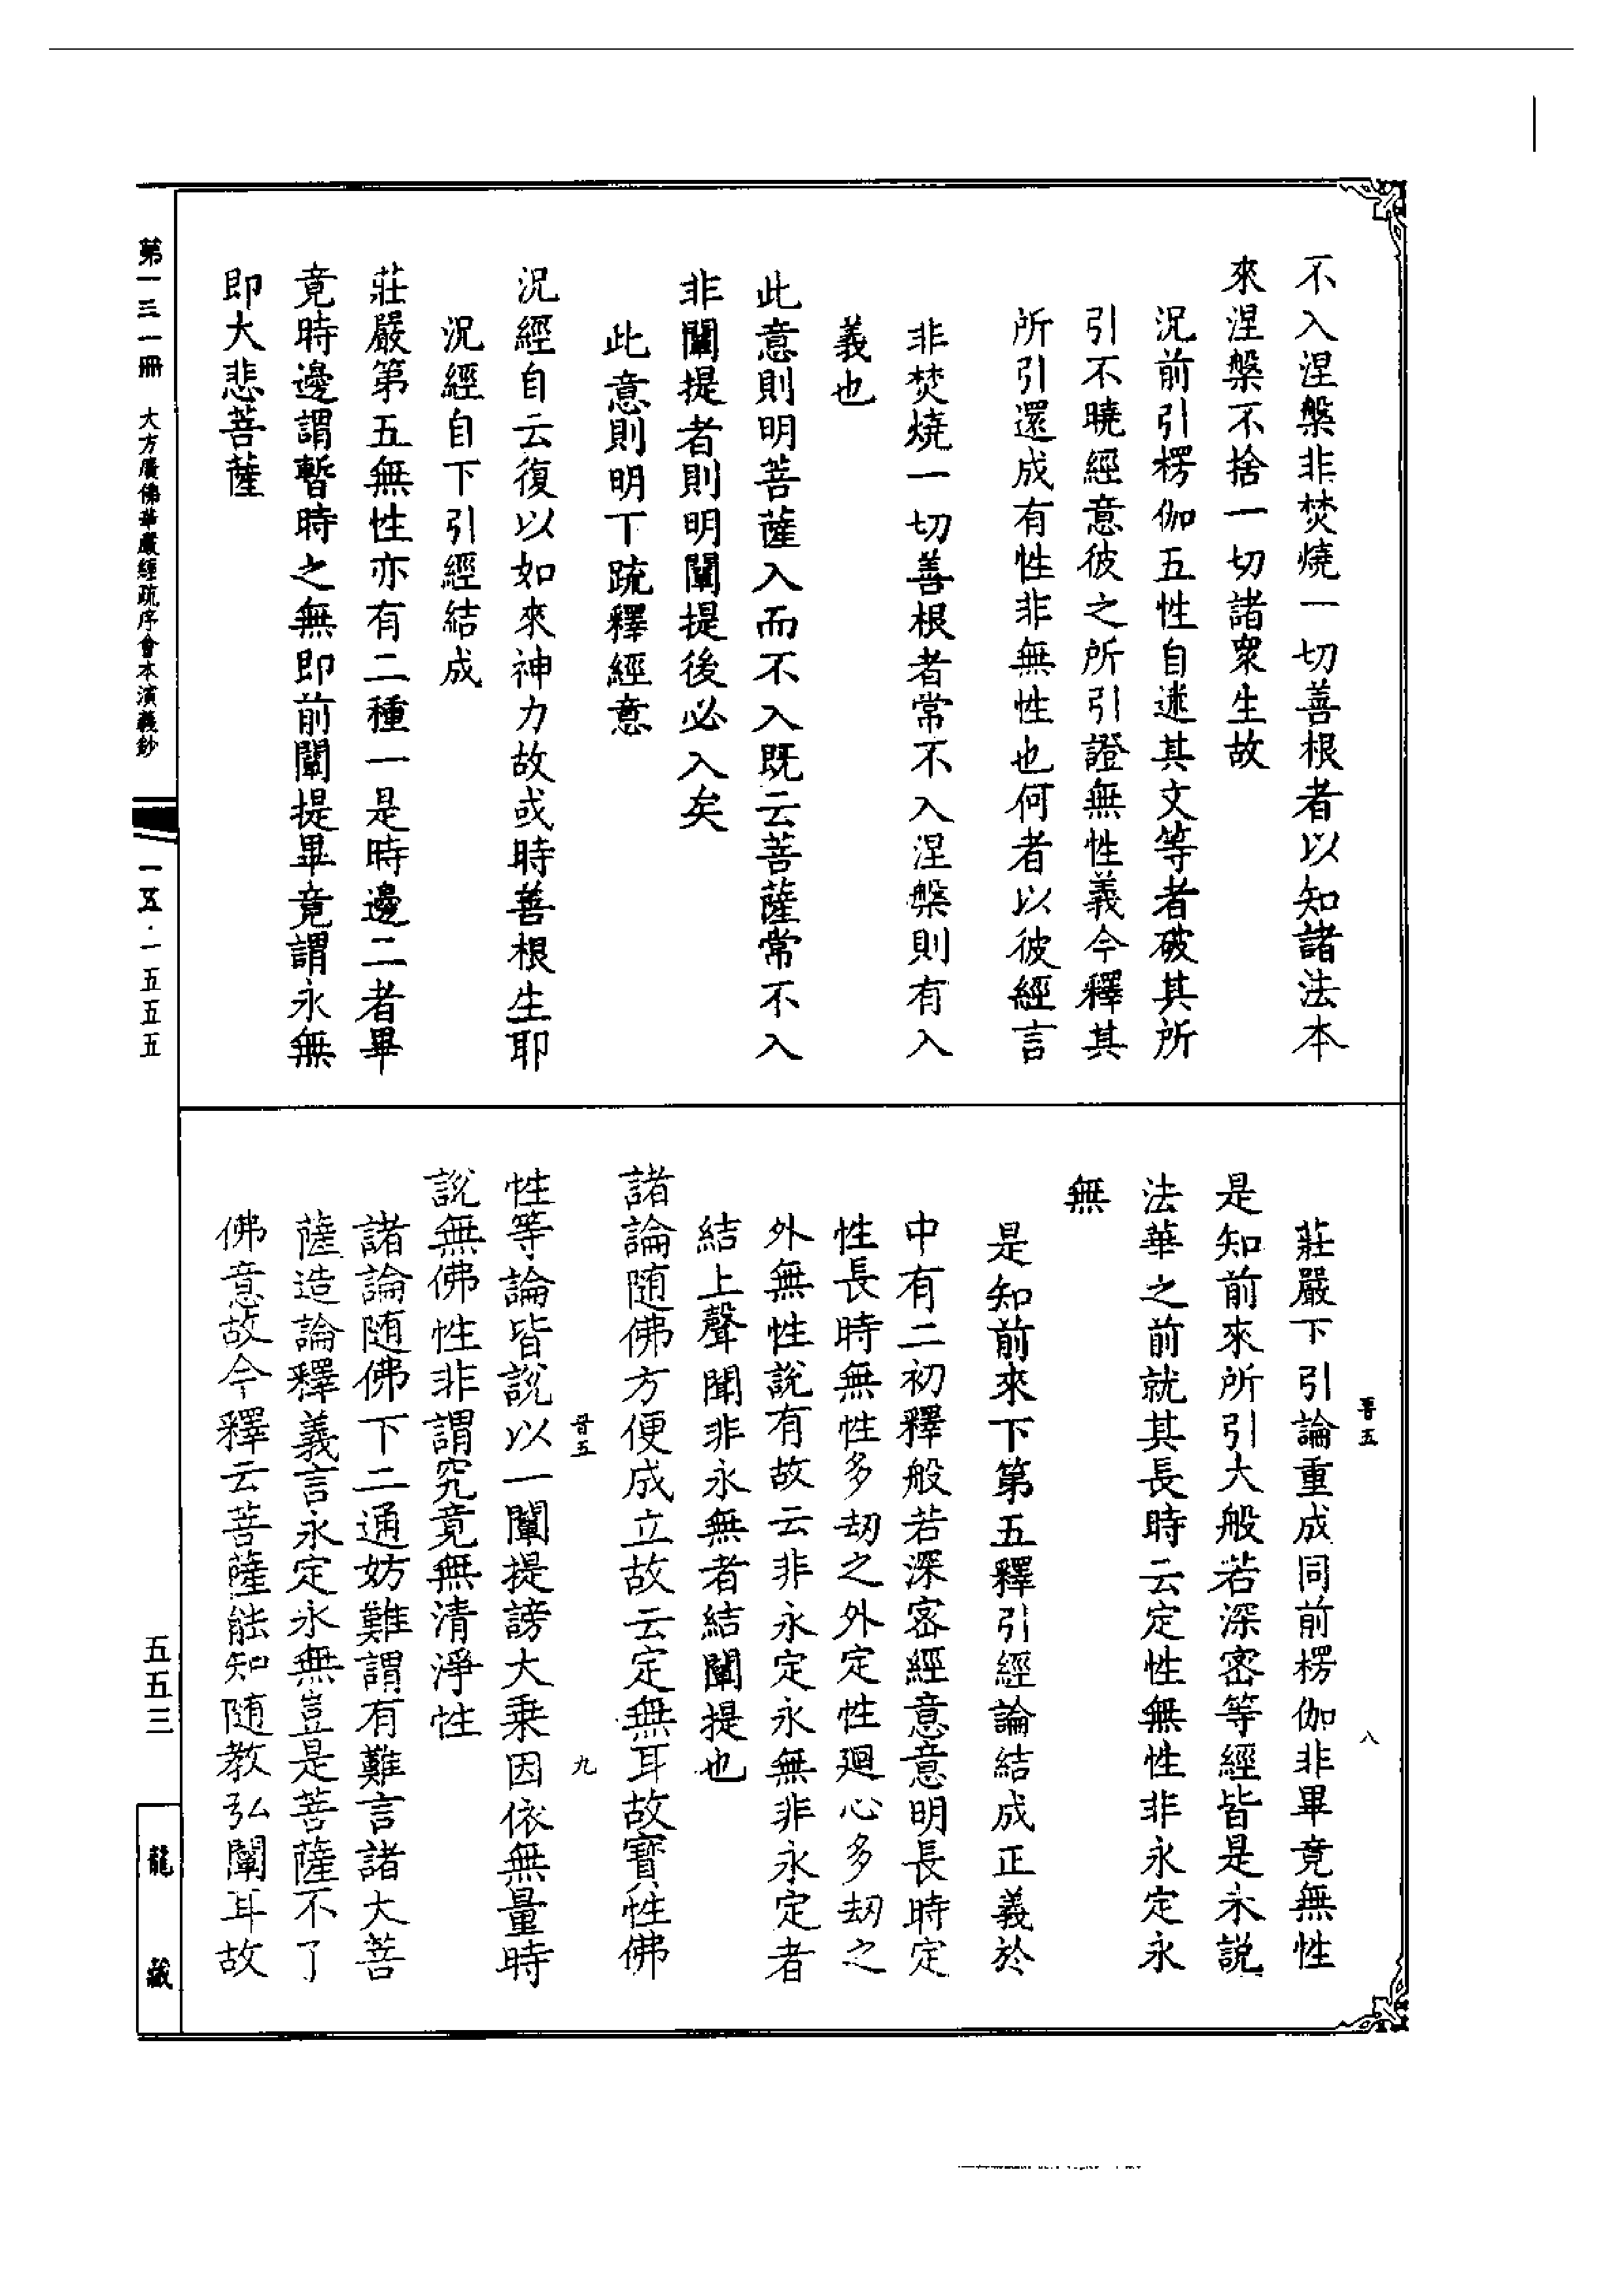 不入涅槃非焚燒一切善根者以知諸法本
來涅槃不捨一切諸眾生故
況前引楞伽五性自迷其文等者破其所
引不曉經意彼之所引證無性義今釋其
所引還成有性非無性也何者以彼經言
非焚燒一切善根者常不入涅槃則有入
義也
此意則明菩薩入而不入既云菩薩常不入
非闡提者則明闡提後必入矣
此意則明下疏釋經意
況經自云復以如來神力故或時善根生耶
況經自下引經結成
莊嚴第五無性亦有二種一是時邊二者畢
竟時邊謂暫時之無即前闡提畢竟謂永無
即大悲菩薩
第一三一冊 大方廣佛華嚴經疏序會本演義鈔
一五·一五五五
晉五 八
莊嚴下引論重成同前楞伽非畢竟無性
是知前來所引大般若深密等經皆是未說
法華之前就其長時云定性無性非永定永
無
是知前來下第五釋引經論結成正義於
中有二初釋般若深密經意意明長時定
性長時無性多劫之外定性迴心多劫之
外無性說有故云非永定永無非永定者
結上聲聞非永無者結闡提也
諸論随佛方便成立故云定無耳故寶性佛
晉五 九
性等論皆說以一闡提謗大乘因依無量時
說無佛性非謂究竟無清淨性
諸論随佛下二通妨難謂有難言諸大菩
薩造論釋義言永定永無豈是菩薩不了
佛意故今釋云菩薩能知随教弘闡耳故
五五三
龍藏